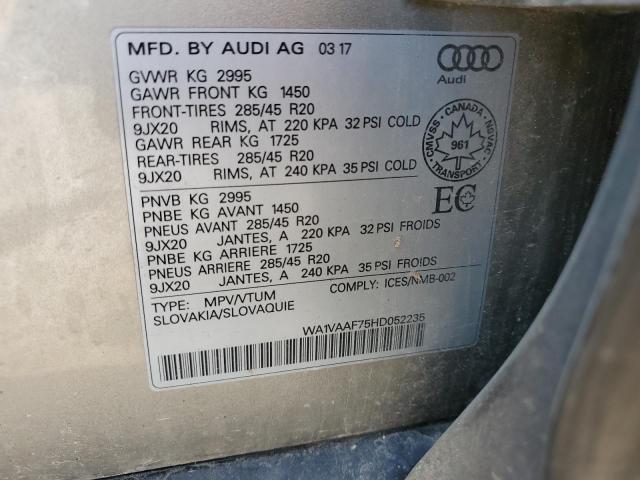 MFD. BY AUDI AG 03 17
Audi
GVWR KG 2995
GAWR FRONT KG 1450
FRONT-TIRES 285/45 R20
9JX20 RIMS, AT 220 KPA 32 PSI COLD
GAWR REAR KG 1725
REAR-TIRES 285/45 R20
9JX20 RIMS, AT 240 KPA 35 PSI COLD
CANADA
CMVSS NSVAC
961
TRANSPORT
PNVB KG 2995
PNBE KG AVANT 1450
PNEUS AVANT 285/45 R20
9JX20 JANTES, A 220 KPA 32 PSI FROIDS
PNBE KG ARRIERE 1725
PNEUS ARRIERE 285/45 R20
9JX20 JANTES, A 240 KPA 35 PSI FROIDS
EC
TYPE: MPV/VTUM COMPLY: ICES/NMB-002
SLOVAKIA/SLOVAQUIE
WA1VAAF75HD052235